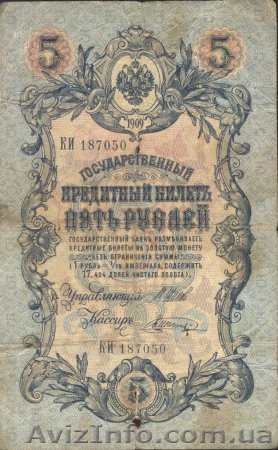 5 5
1909
КИ 187050
ГОСУДАРСТВЕННЫЙ
КРЕДИТНЫЙ БИЛЕТЪ
ПЯТЬ РУБЛЕЙ
ГОСУДАРСТВЕННЫЙ БАНКЪ РАЗМѢНИВАЕТЪ
КРЕДИТНЫЕ БИЛЕТЫ НА ЗОЛОТУЮ МОНЕТУ
БЕЗЪ ОГРАНИЧЕНІЯ СУММЫ
(1 РУБЛЬ = 1/15 ИМПЕРІАЛА, СОДЕРЖИТЪ
17,424 ДОЛЕЙ ЧИСТАГО ЗОЛОТА).
Управляющій
Кассиръ
КИ 187050
5
AvizInfo.com.ua